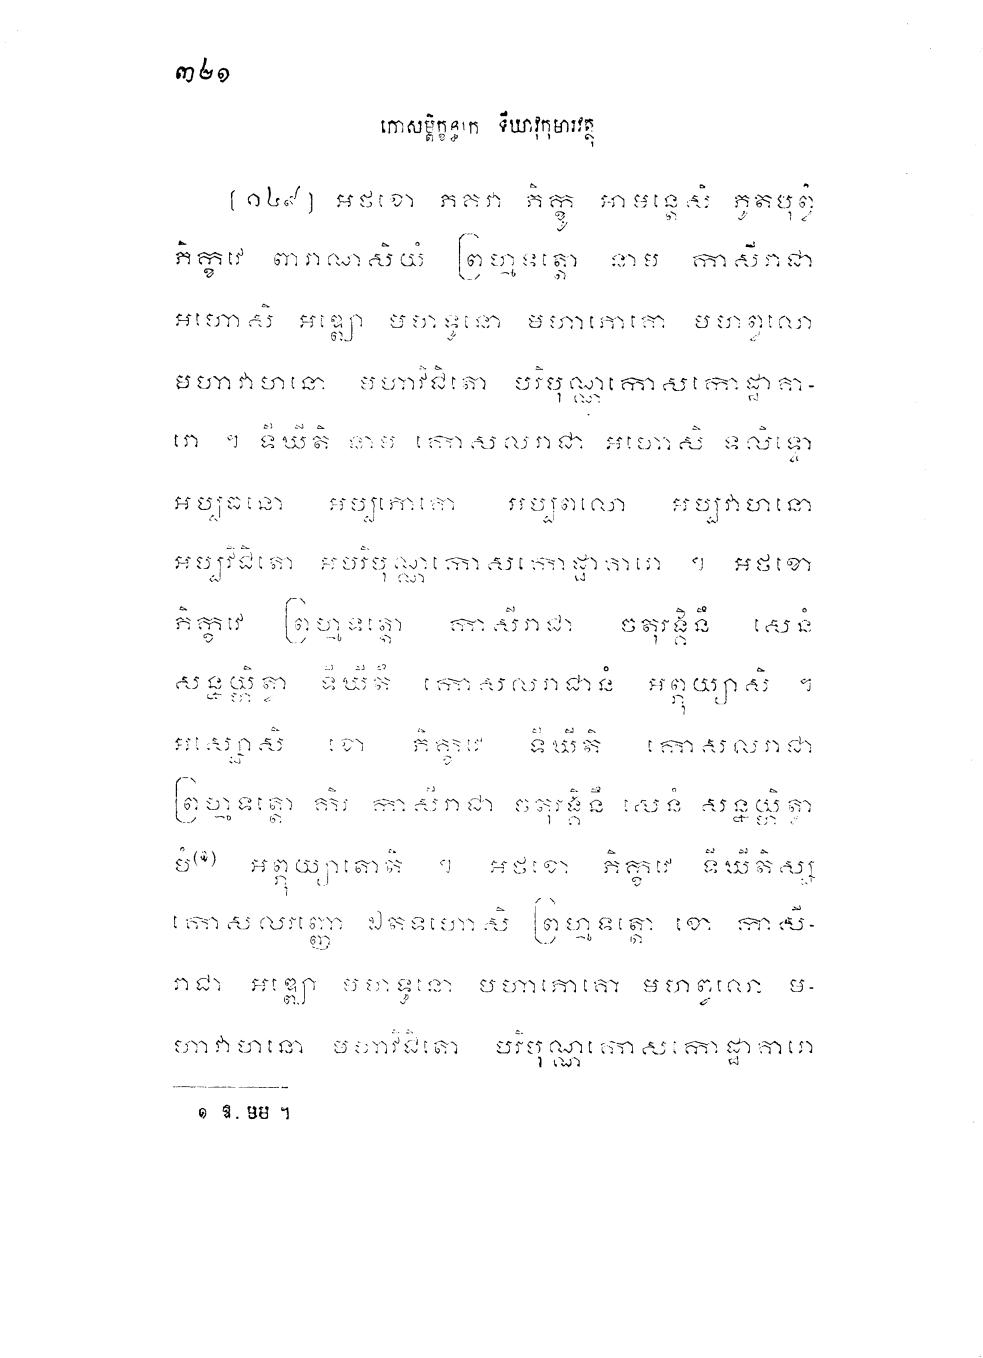 ៣២១
កោសម្ពិក្ខន្ធកេ ទីឃាវុកុមារវត្ថុ
[១៤៩] អថខោ ភគវា ភិក្ខូ អាមន្តេសិ ភូតបុព្វំ
ភិក្ខវេ ពារាណសិយំ ព្រហ្មទត្តោ នាម កាសីរាជា
អហោសិ អឌ្ឍោ មហទ្ធនោ មហាភោគោ មហព្វលោ
មហាវាហនោ មហាវិជិតោ បរិបុណ្ណកោសកោដ្ឋាគា-
រោ ។ ទីឃីតិ នាម កោសលរាជា អហោសិ ទលិទ្ទោ
អប្បធនោ អប្បភោគោ អប្បពលោ អប្បវាហនោ
អប្បវិជិតោ អបរិបុណ្ណកោសកោដ្ឋាគារោ ។ អថខោ
ភិក្ខវេ ព្រហ្មទត្តោ កាសីរាជា ចតុរង្គិនឹ សេនំ
សន្នយ្ហិត្វា ទីឃីតឹ កោសលរាជានំ អព្ភុយ្យាសិ ។
អស្សោសិ ខោ ភិក្ខវេ ទីឃីតិ កោសលរាជា
ព្រហ្មទត្តោ កិរ កាសីរាជា ចតុរង្គិនឹ សេនំ សន្នយ្ហិត្វា
មំ(១) អព្ភុយ្យាតោតិ ។ អថខោ ភិក្ខវេ ទីឃីតិស្ស
កោសលរញ្ញោ ឯតទហោសិ ព្រហ្មទត្តោ ខោ កាសី-
រាជា អឌ្ឍោ មហទ្ធនោ មហាភោគោ មហព្វលោ ម-
ហាវាហនោ មហាវិជិតោ បរិបុណ្ណកោសកោដ្ឋាគារោ
១ ឱ. មម ។